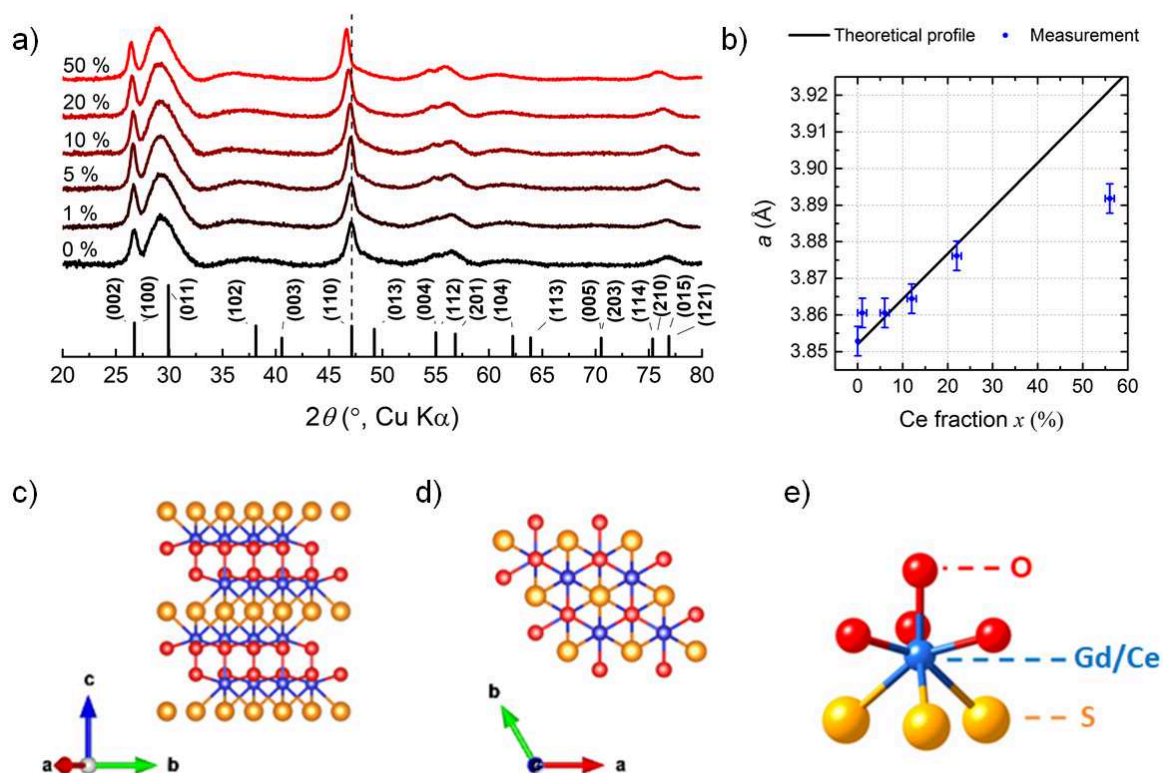 a)
50 %
20 %
10 %
5 %
1 %
0 %
(002)
(100)
(011)
(102)
(003)
(110)
(013)
(004)
(112)
(201)
(104)
(113)
(005)
(203)
(114)
(210)
(015)
(121)
20 25 30 35 40 45 50 55 60 65 70 75 80
2θ (°, Cu Kα)
b)
Theoretical profile Measurement
3.92
3.91
3.90
3.89
3.88
3.87
3.86
3.85
a (Å)
0 10 20 30 40 50 60
Ce fraction x (%)
c)
c
a
b
d)
b
c
a
e)
O
Gd/Ce
S